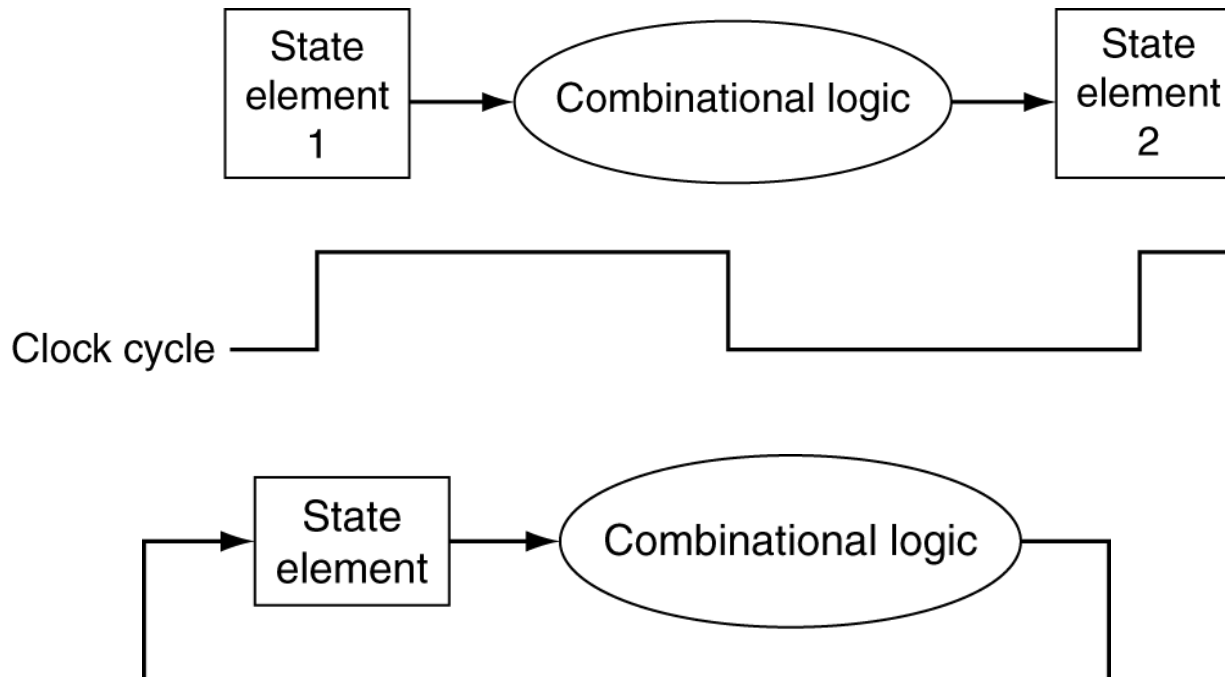 State
element
1
Combinational logic
State
element
2
Clock cycle
State
element
Combinational logic